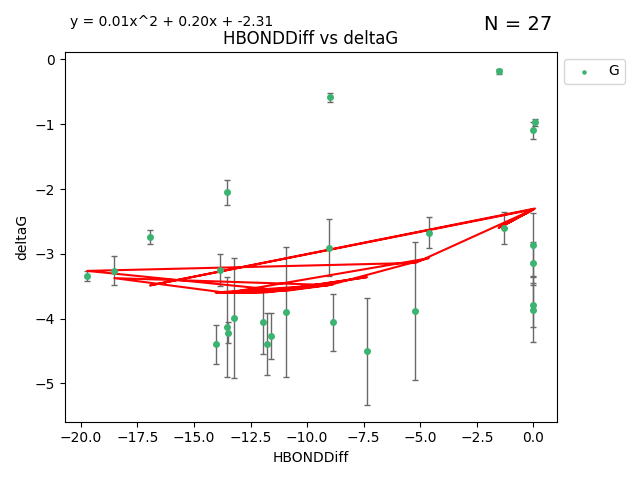 y = 0.01x^2 + 0.20x + -2.31
N = 27
HBONDDiff vs deltaG
G
deltaG
0
−1
−2
−3
−4
−5
−20.0 −17.5 −15.0 −12.5 −10.0 −7.5 −5.0 −2.5 0.0
HBONDDiff